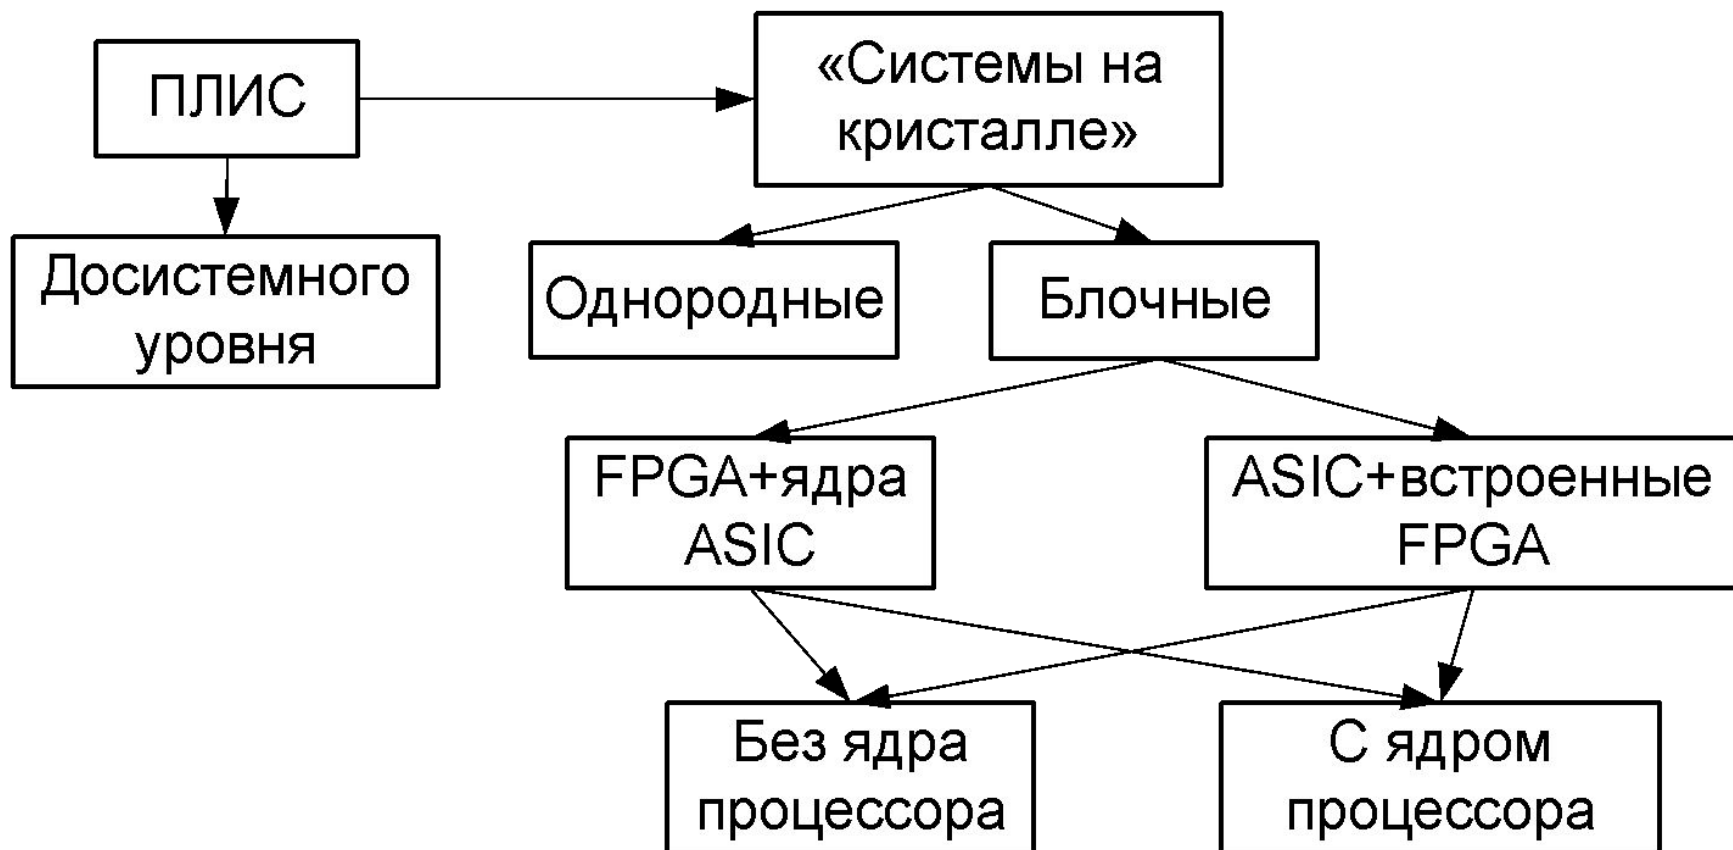 ПЛИС
«Системы на
кристалле»
Досистемного
уровня
Однородные
Блочные
FPGA+ядра
ASIC
ASIC+встроенные
FPGA
Без ядра
процессора
С ядром
процессора